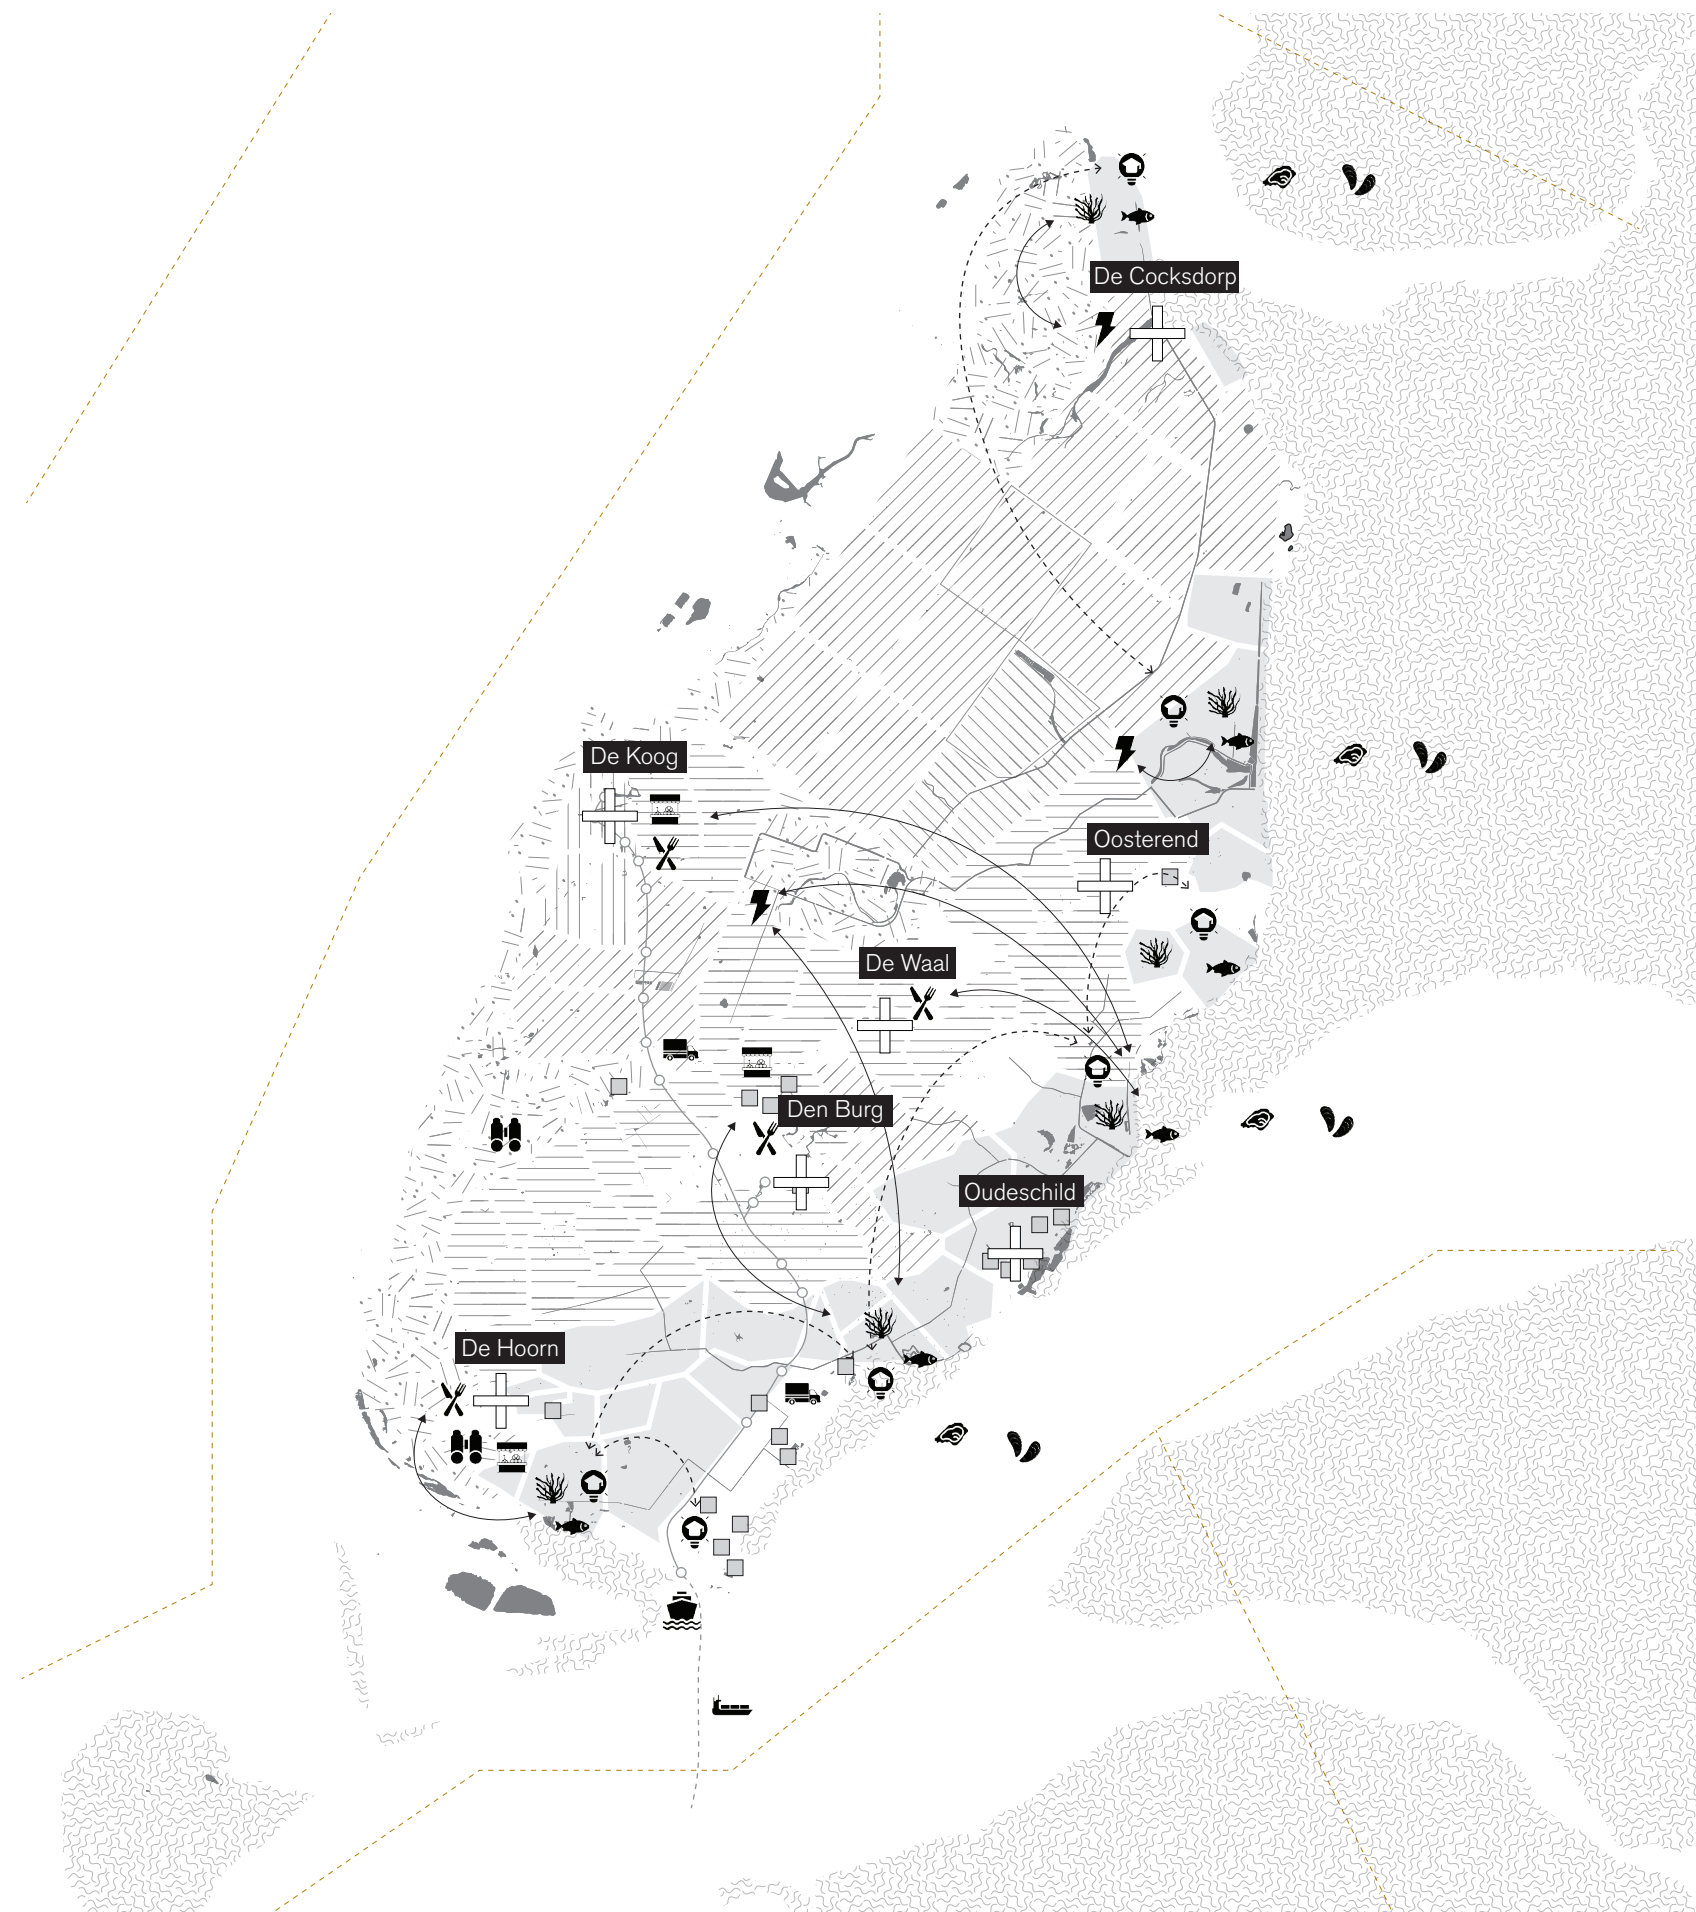 De Cocksdorp
De Koog
Oosterend
De Waal
Den Burg
Oudeschild
De Hoorn